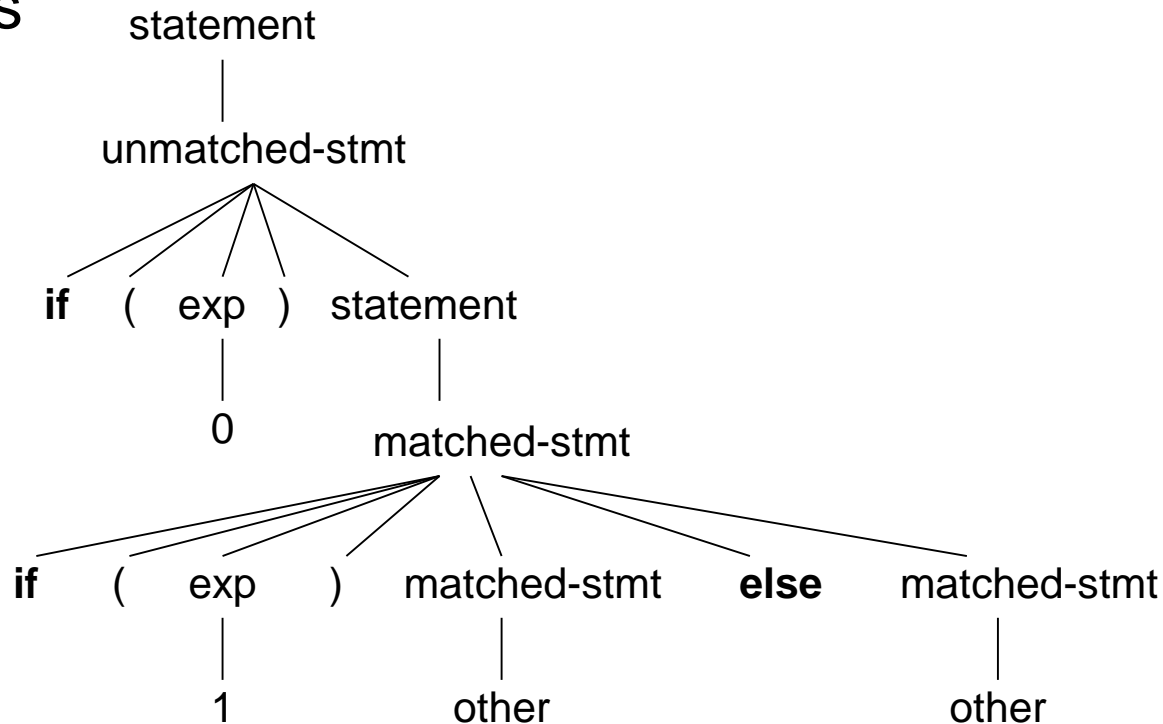 s
statement
unmatched-stmt
if ( exp ) statement
0
matched-stmt
if ( exp ) matched-stmt else matched-stmt
1 other other